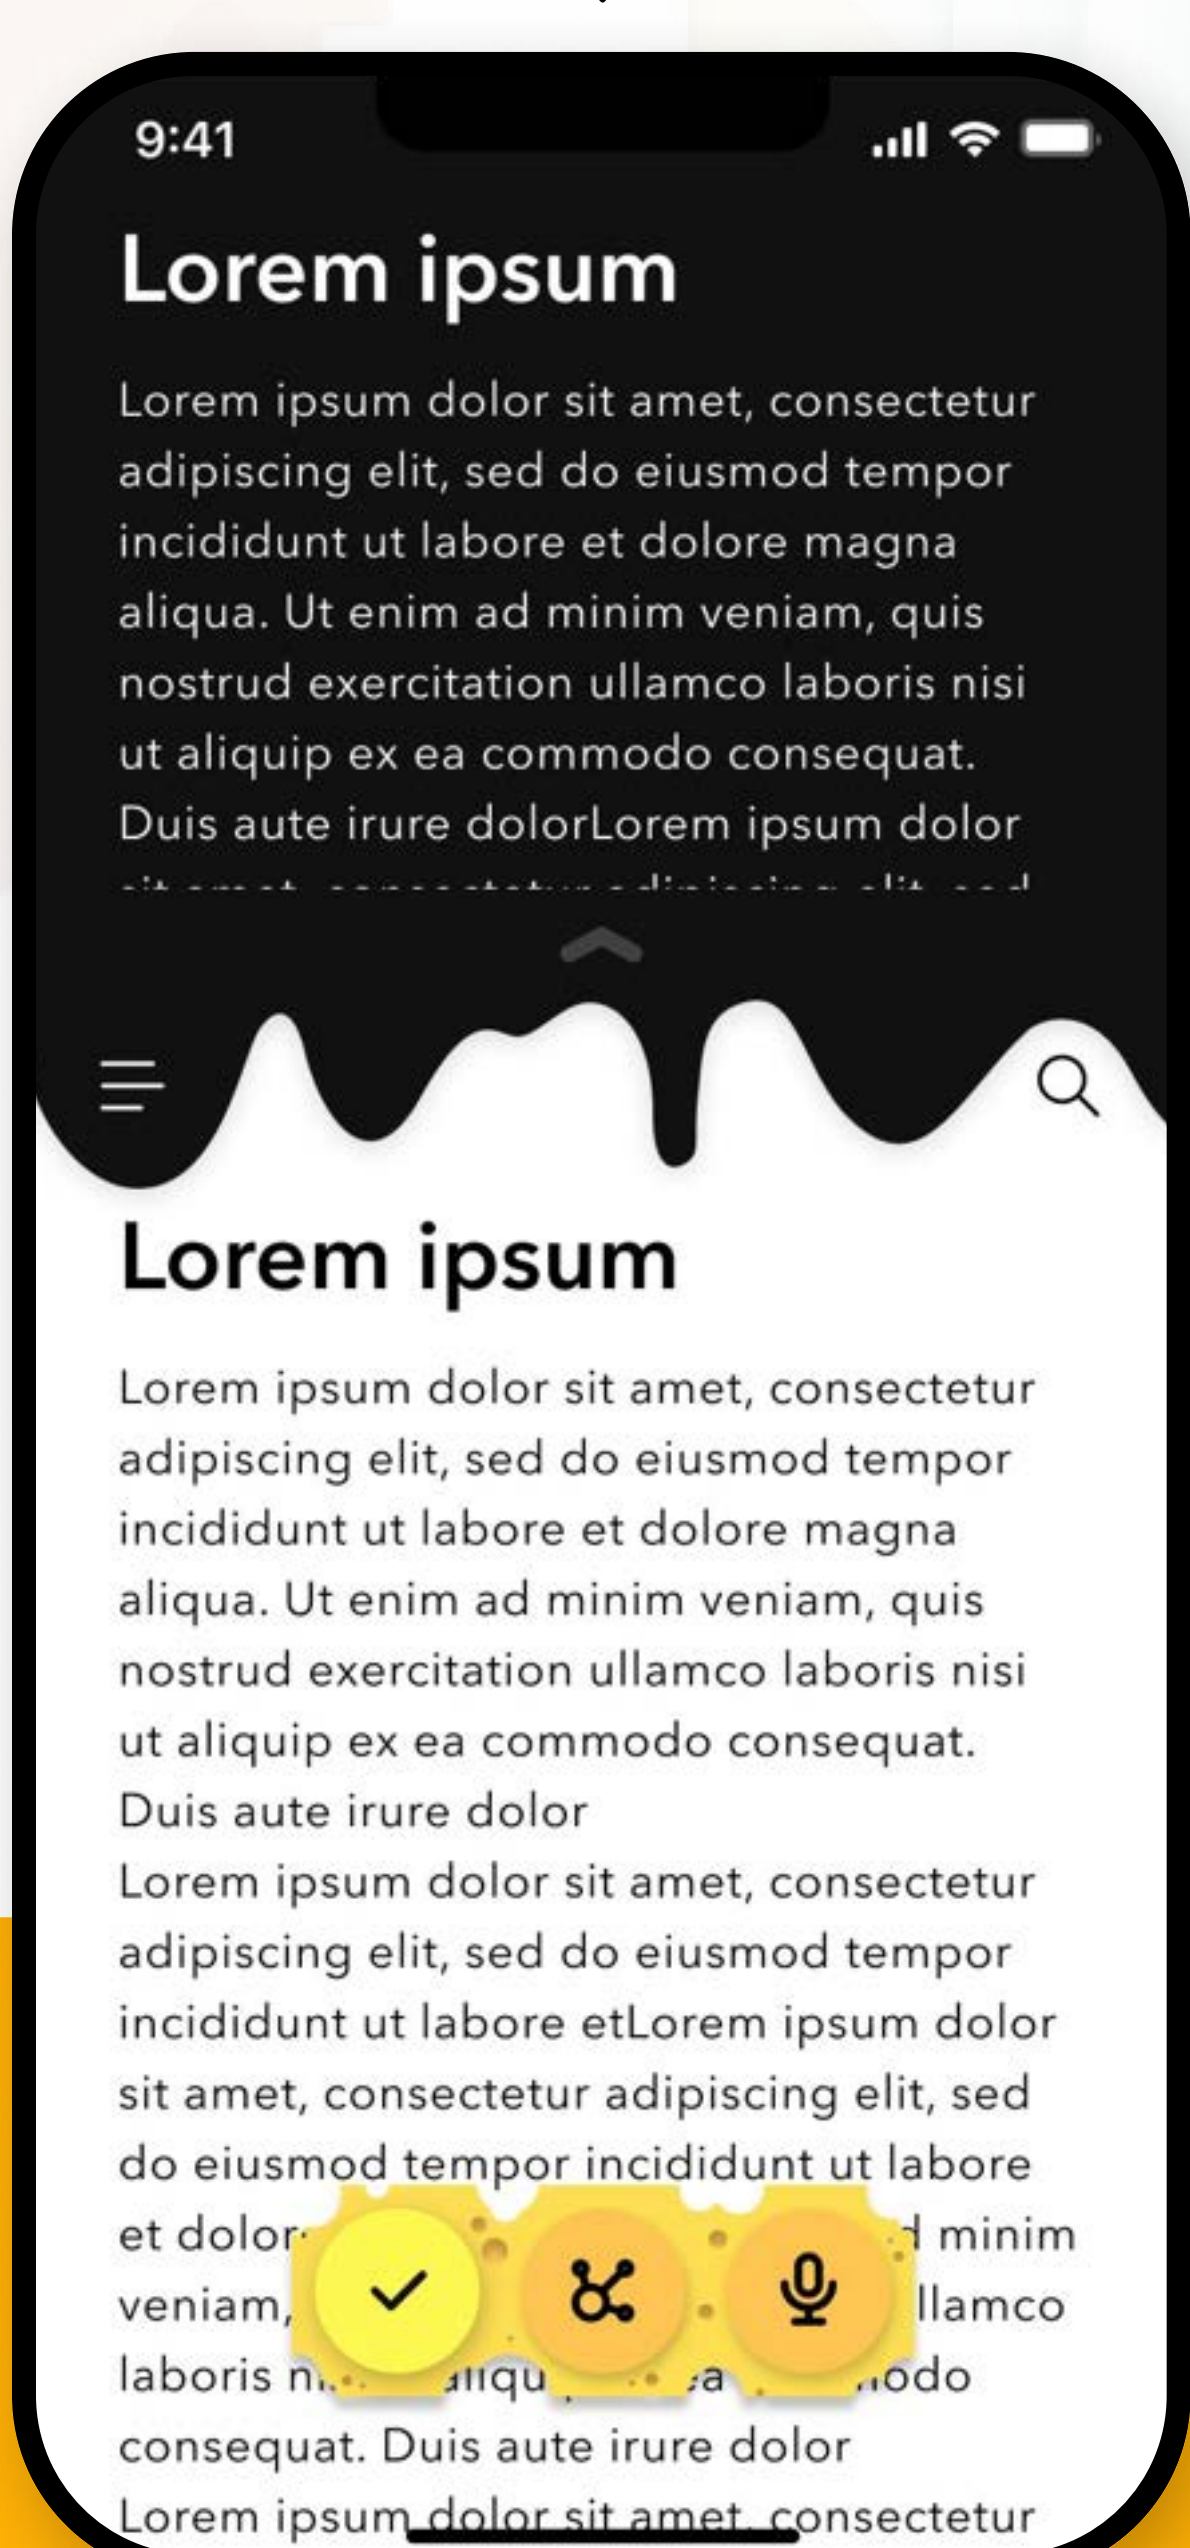 9:41
Lorem ipsum
Lorem ipsum dolor sit amet, consectetur
adipiscing elit, sed do eiusmod tempor
incididunt ut labore et dolore magna
aliqua. Ut enim ad minim veniam, quis
nostrud exercitation ullamco laboris nisi
ut aliquip ex ea commodo consequat.
Duis aute irure dolorLorem ipsum dolor
sit amet, consectetur adipiscing elit, sed
Lorem ipsum
Lorem ipsum dolor sit amet, consectetur
adipiscing elit, sed do eiusmod tempor
incididunt ut labore et dolore magna
aliqua. Ut enim ad minim veniam, quis
nostrud exercitation ullamco laboris nisi
ut aliquip ex ea commodo consequat.
Duis aute irure dolor
Lorem ipsum dolor sit amet, consectetur
adipiscing elit, sed do eiusmod tempor
incididunt ut labore etLorem ipsum dolor
sit amet, consectetur adipiscing elit, sed
do eiusmod tempor incididunt ut labore
et dolor minim
veniam, llamco
laboris
consequat. Duis aute irure dolor
Lorem ipsum dolor sit amet, consectetur